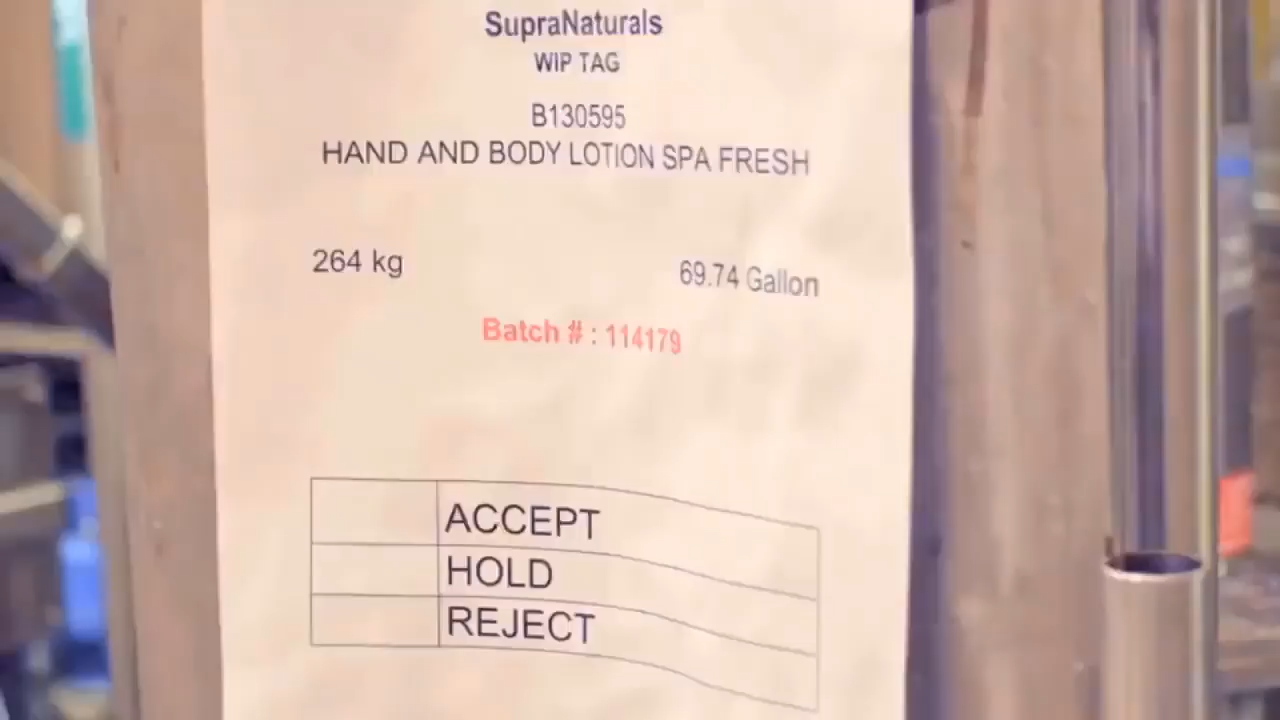 SupraNaturals
WIP TAG
B130595
HAND AND BODY LOTION SPA FRESH
264 kg 69.74 Gallon
Batch # : 114179
ACCEPT
HOLD
REJECT